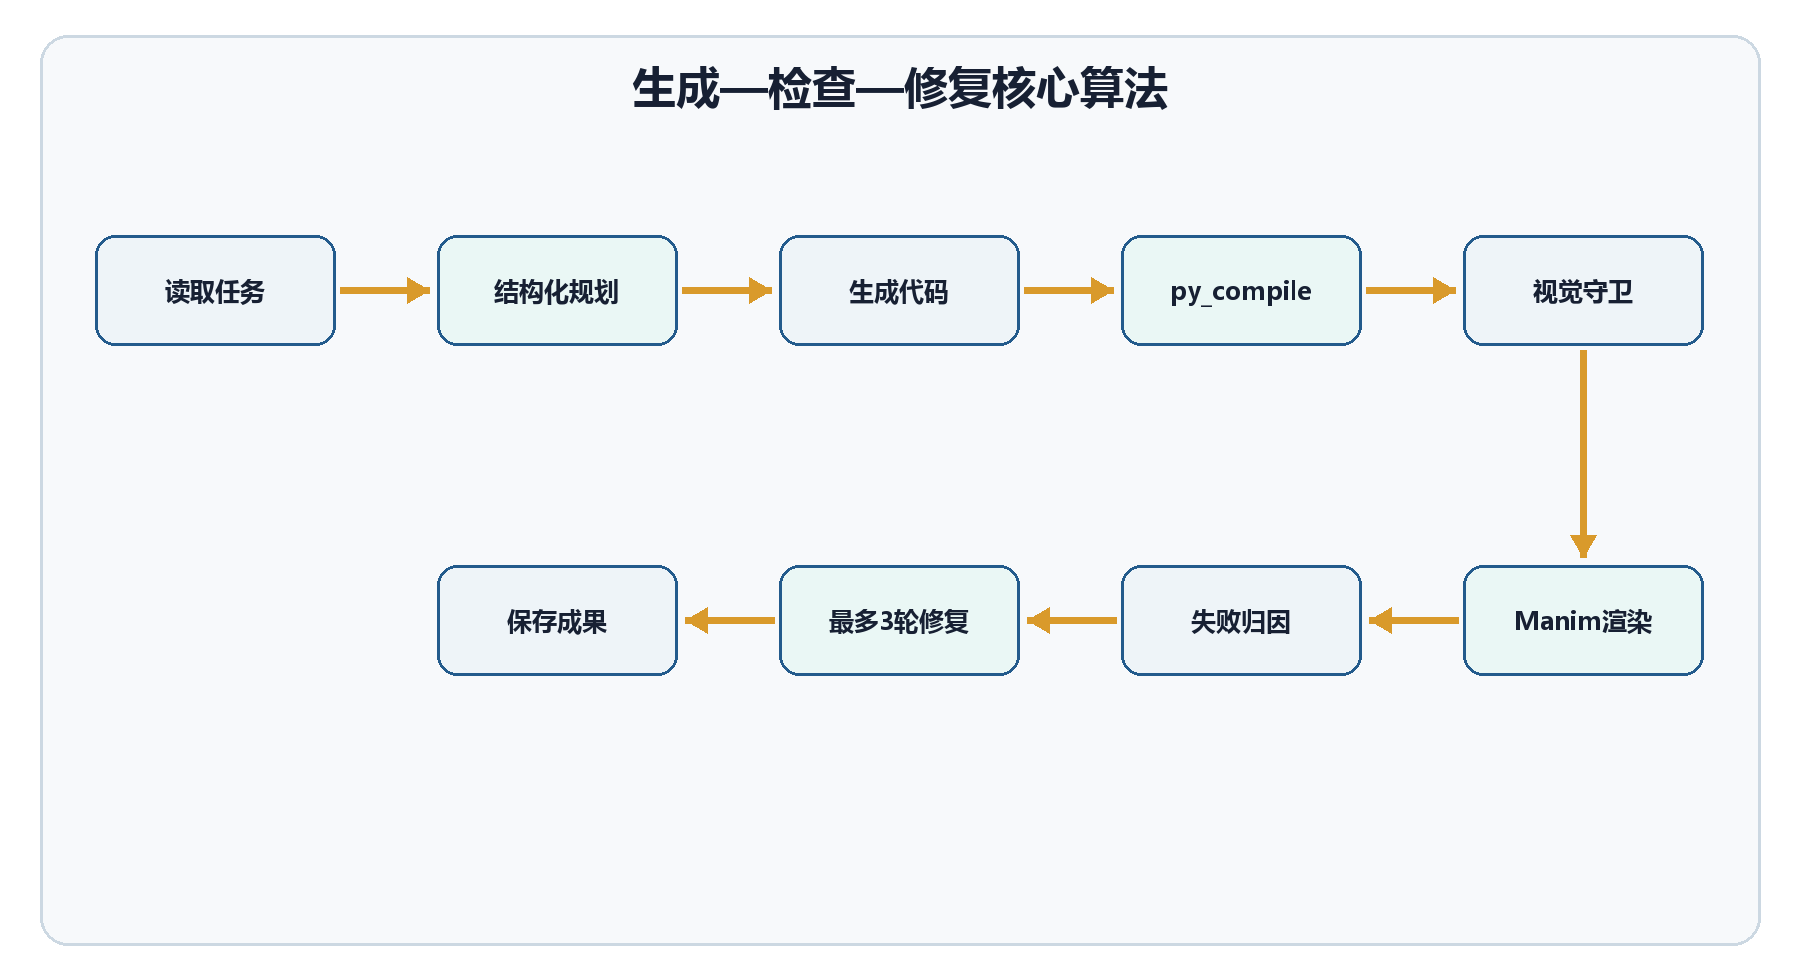 生成—检查—修复核心算法
读取任务
结构化规划
生成代码
py_compile
视觉守卫
Manim渲染
失败归因
最多3轮修复
保存成果